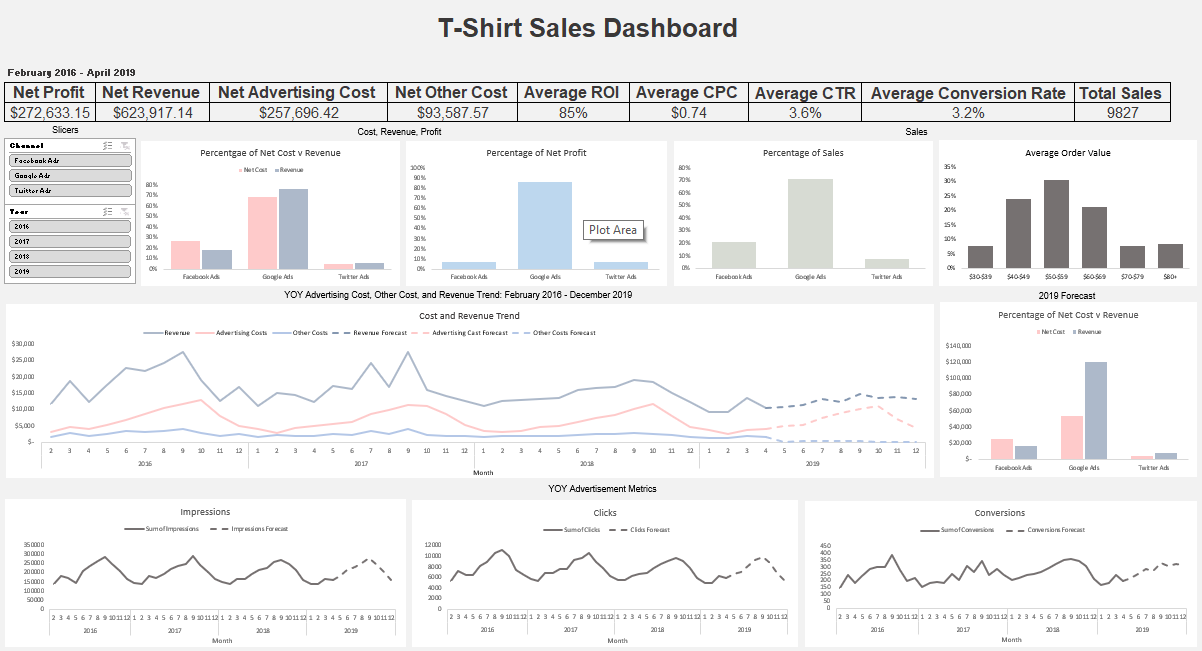 T-Shirt Sales Dashboard
February 2016 - April 2019
Net Profit Net Revenue Net Advertising Cost Net Other Cost Average ROI Average CPC Average CTR Average Conversion Rate Total Sales
$272,633.15 $623,917.14 $257,696.42 $93,587.57 85% $0.74 3.6% 3.2% 9827
Slicers Cost, Revenue, Profit Sales
Channel
Facebook Ads
Google Ads
Twitter Ads
Year
2016
2017
2018
2019
Percentgae of Net Cost v Revenue
Net Cost Revenue
80%
70%
60%
50%
40%
30%
20%
10%
0%
Facebook Ads Google Ads Twitter Ads
Percentage of Net Profit
100%
90%
80%
70%
60%
50%
40%
30%
20%
10%
0%
Plot Area
Facebook Ads Google Ads Twitter Ads
Percentage of Sales
80%
70%
60%
50%
40%
30%
20%
10%
0%
Facebook Ads Google Ads Twitter Ads
Average Order Value
35%
30%
25%
20%
15%
10%
5%
0%
$30-$39 $40-$49 $50-$59 $60-$69 $70-$79 $80+
YOY Advertising Cost, Other Cost, and Revenue Trend: February 2016 - December 2019
Cost and Revenue Trend
Revenue Advertising Costs Other Costs Revenue Forecast Advertising Cast Forecast Other Costs Forecast
$30,000
$25,000
$20,000
$15,000
$10,000
$5,000
$-
2 3 4 5 6 7 8 9 10 11 12 1 2 3 4 5 6 7 8 9 10 11 12 1 2 3 4 5 6 7 8 9 10 11 12 1 2 3 4 5 6 7 8 9 10 11 12
2016 2017 2018 2019
Month
2019 Forecast
Percentage of Net Cost v Revenue
Net Cost Revenue
$140,000
$120,000
$100,000
$80,000
$60,000
$40,000
$20,000
$-
Facebook Ads Google Ads Twitter Ads
YOY Advertisement Metrics
Impressions
Sum of Impressions Impressions Forecast
350000
300000
250000
200000
150000
100000
50000
0
2 3 4 5 6 7 8 9 10 11 12 1 2 3 4 5 6 7 8 9 10 11 12 1 2 3 4 5 6 7 8 9 10 11 12 1 2 3 4 5 6 7 8 9 10 11 12
2016 2017 2018 2019
Month
Clicks
Sum of Clicks Clicks Forecast
12000
10000
8000
6000
4000
2000
0
2 3 4 5 6 7 8 9 10 11 12 1 2 3 4 5 6 7 8 9 10 11 12 1 2 3 4 5 6 7 8 9 10 11 12 1 2 3 4 5 6 7 8 9 10 11 12
2016 2017 2018 2019
Month
Conversions
Sum of Conversions Conversions Forecast
450
400
350
300
250
200
150
100
50
0
2 3 4 5 6 7 8 9 10 11 12 1 2 3 4 5 6 7 8 9 10 11 12 1 2 3 4 5 6 7 8 9 10 11 12 1 2 3 4 5 6 7 8 9 10 11 12
2016 2017 2018 2019
Month